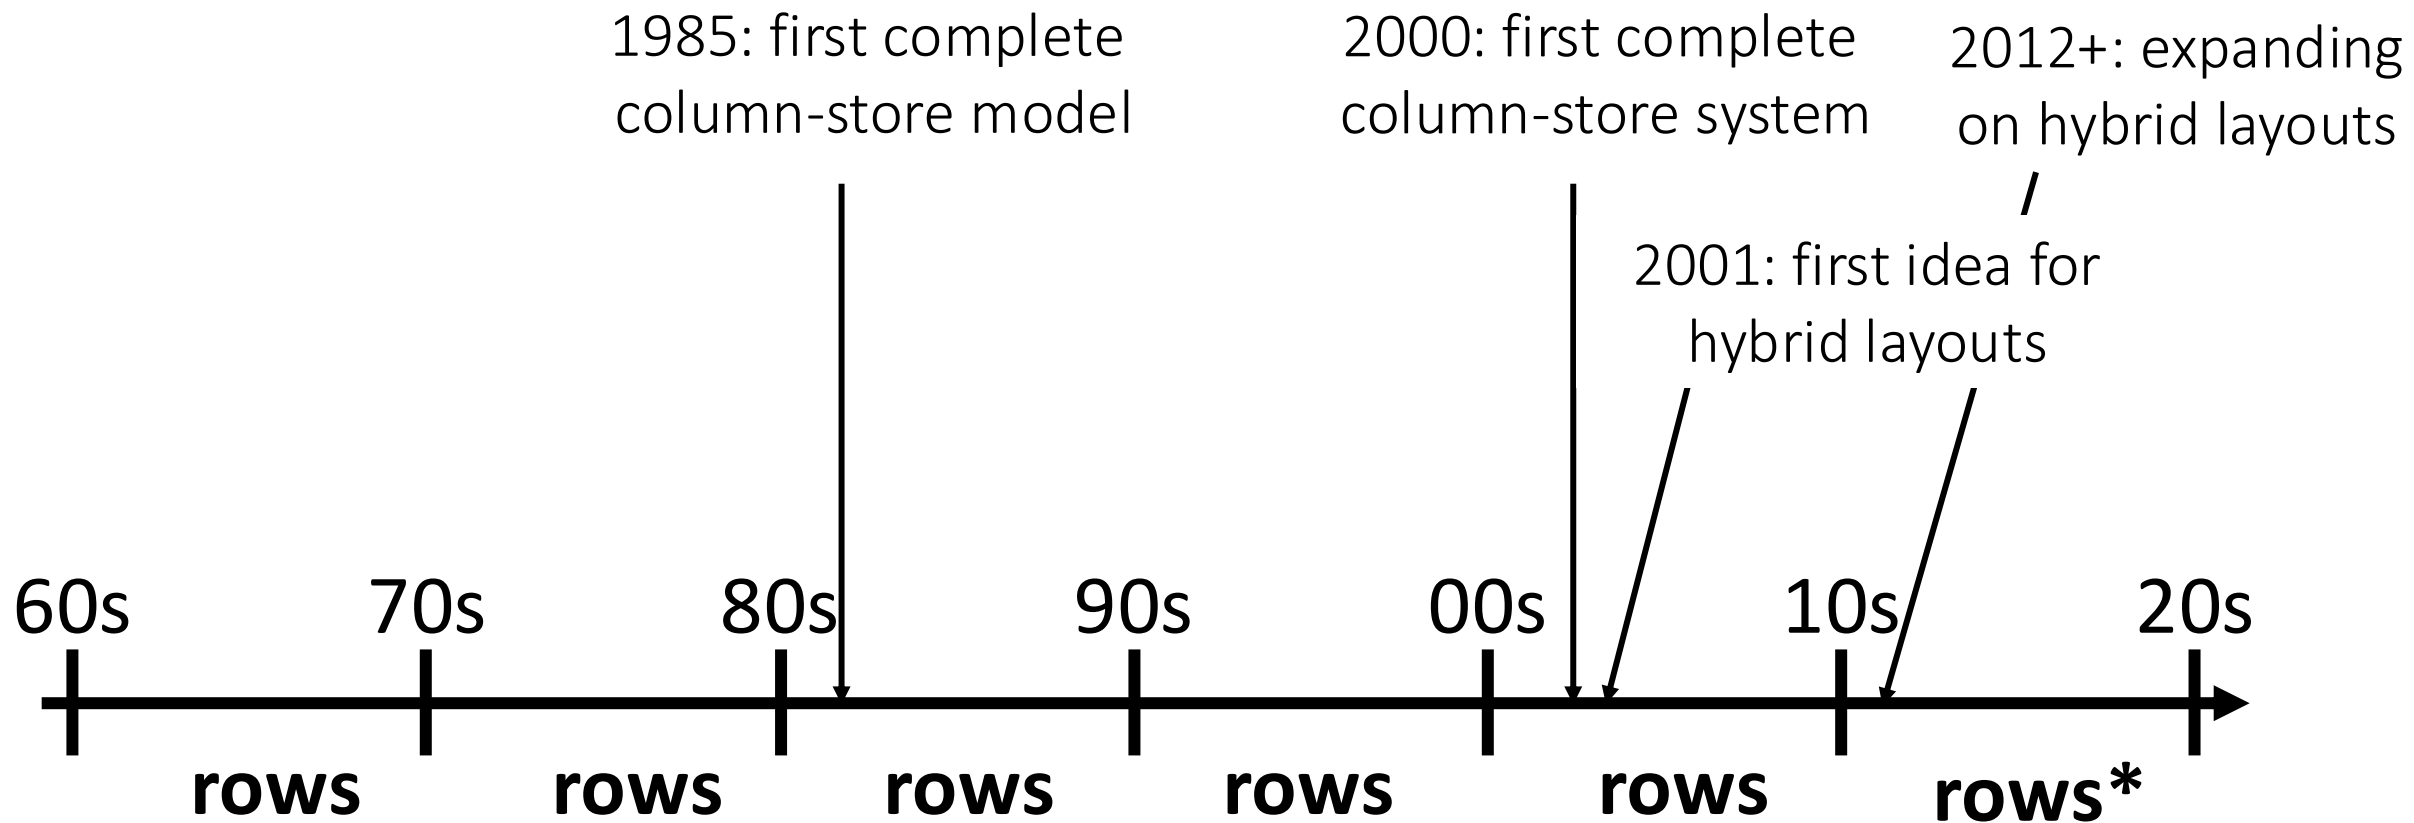 1985: first complete
column-store model
2000: first complete
column-store system
2012+: expanding
on hybrid layouts
2001: first idea for
hybrid layouts
60s
70s
80s
90s
00s
10s
20s
rows
rows
rows
rows
rows
rows*